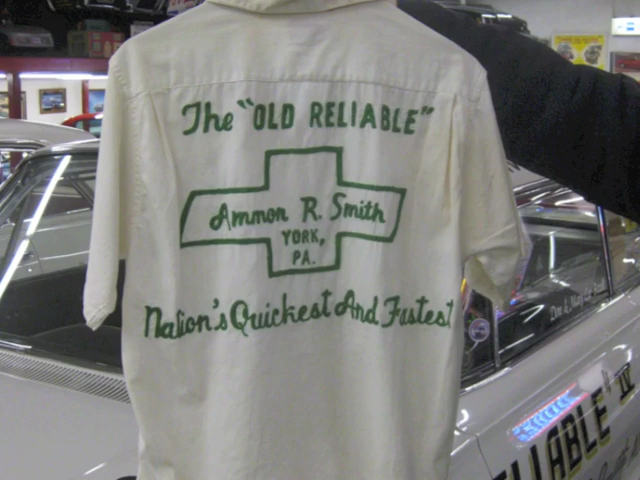 The "OLD RELIABLE"
Ammon R. Smith
YORK,
PA.
Nation's Quickest And Fastest
LIABLE" IV